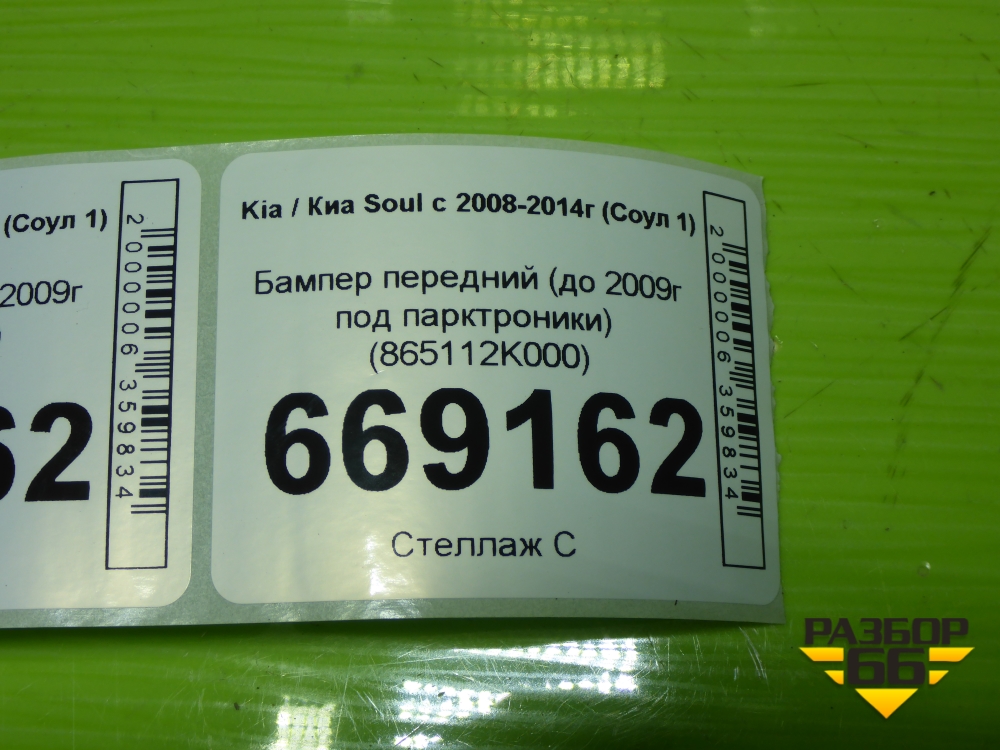 (Соул 1)
2009г
62
2000006359834
Kia / Киа Soul с 2008-2014г (Соул 1)
Бампер передний (до 2009г
под парктроники)
(865112K000)
669162
Стеллаж С
2000006359834
РАЗБОР
66